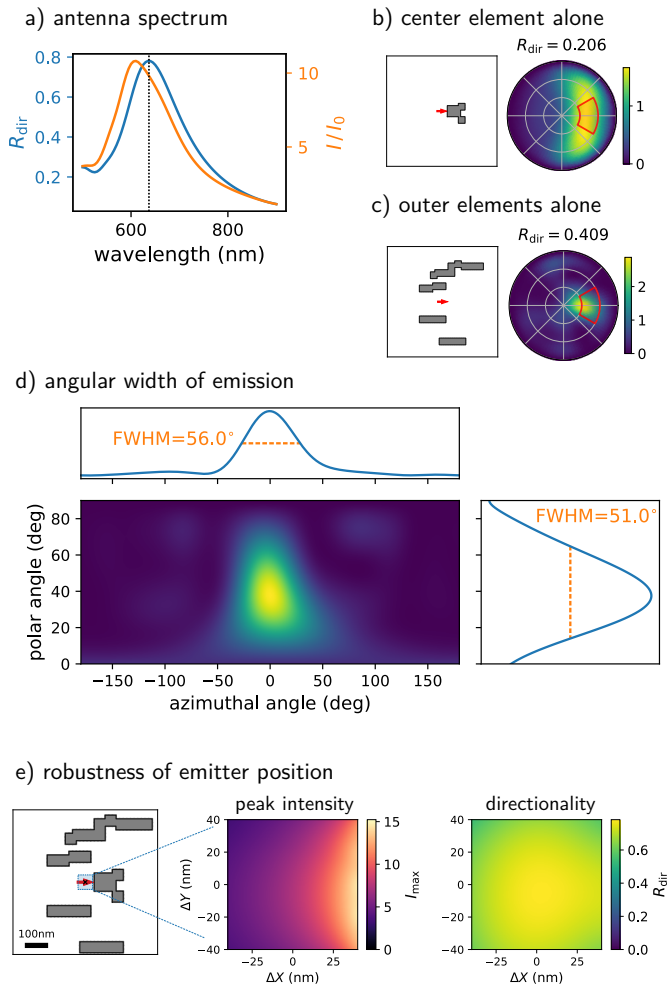 a) antenna spectrum
0.8
0.6
0.4
0.2
R_dir
10
5
I/I_0
600
800
wavelength (nm)
b) center element alone
R_dir = 0.206
1
0
c) outer elements alone
R_dir = 0.409
2
1
0
d) angular width of emission
FWHM=56.0°
80
60
40
20
0
polar angle (deg)
−150
−100
−50
0
50
100
150
azimuthal angle (deg)
FWHM=51.0°
e) robustness of emitter position
100nm
peak intensity
40
20
0
−20
−40
ΔY (nm)
−25
0
25
ΔX (nm)
15
10
5
0
I_max
directionality
40
20
0
−20
−40
−25
0
25
ΔX (nm)
0.6
0.4
0.2
0.0
R_dir